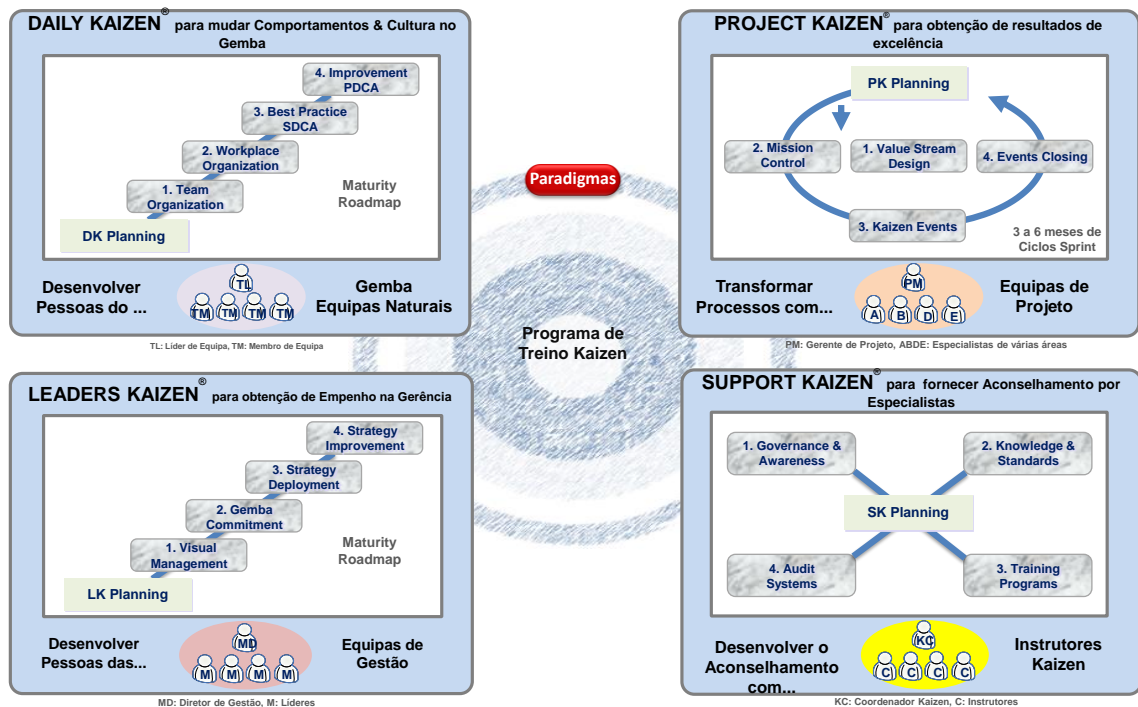 DAILY KAIZEN® para mudar Comportamentos & Cultura no
Gemba
4. Improvement
PDCA
3. Best Practice
SDCA
2. Workplace
Organization
1. Team
Organization
Maturity
Roadmap
DK Planning
Desenvolver
Pessoas do ...
TL
TM TM TM TM
Gemba
Equipas Naturais
TL: Líder de Equipa, TM: Membro de Equipa
PROJECT KAIZEN® para obtenção de resultados de
excelência
PK Planning
2. Mission
Control
1. Value Stream
Design
4. Events Closing
3. Kaizen Events
3 a 6 meses de
Ciclos Sprint
Transformar
Processos com...
PM
A B D E
Equipas de
Projeto
PM: Gerente de Projeto, ABDE: Especialistas de várias áreas
Paradigmas
Programa de
Treino Kaizen
LEADERS KAIZEN® para obtenção de Empenho na Gerência
4. Strategy
Improvement
3. Strategy
Deployment
2. Gemba
Commitment
1. Visual
Management
Maturity
Roadmap
LK Planning
Desenvolver
Pessoas das...
MD
M M M M
Equipas de
Gestão
MD: Diretor de Gestão, M: Líderes
SUPPORT KAIZEN® para fornecer Aconselhamento por
Especialistas
1. Governance &
Awareness
2. Knowledge &
Standards
SK Planning
4. Audit
Systems
3. Training
Programs
Desenvolver o
Aconselhamento
com...
KC
C C C C
Instrutores
Kaizen
KC: Coordenador Kaizen, C: Instrutores